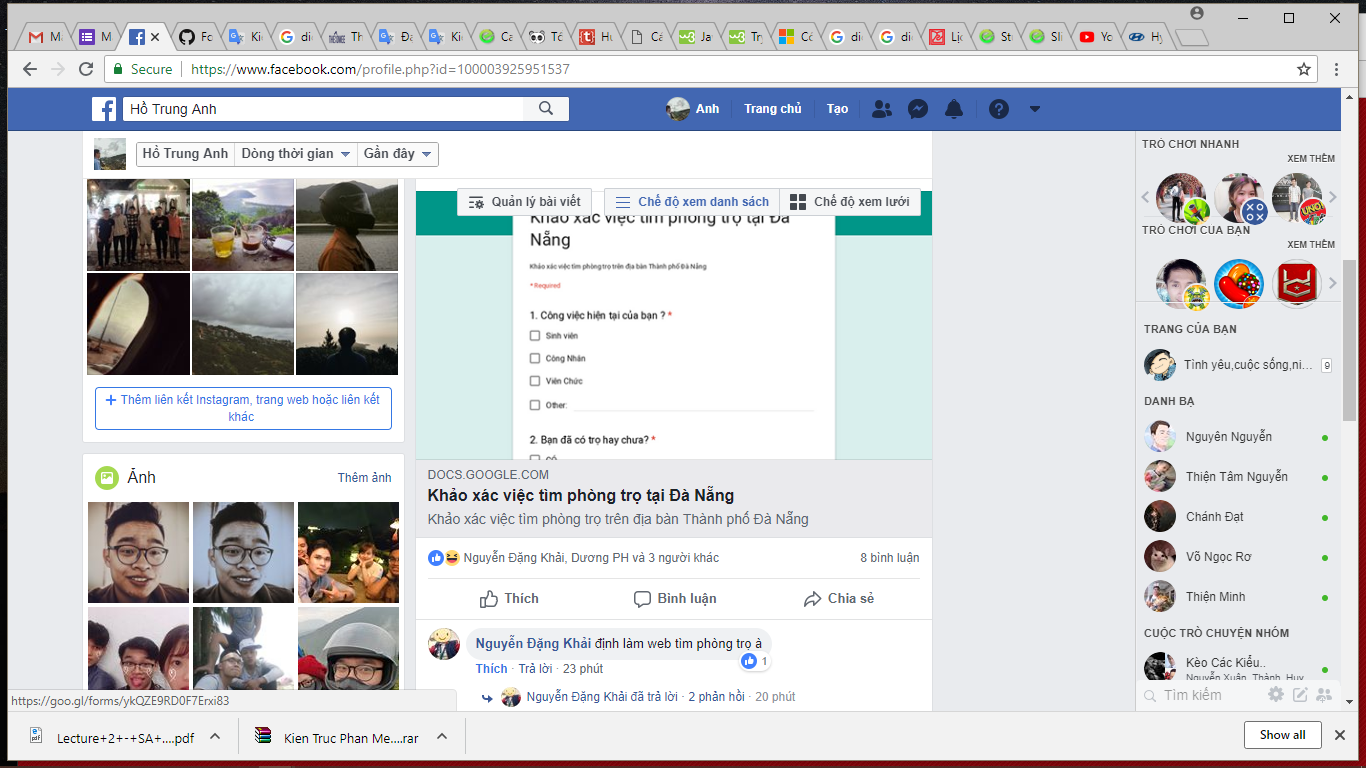 Ma
M
Fo
Ki
die
Th
Đa
Ki
Ca
Tổ
Hu
Cá
Ja
Try
Cổ
die
die
Lịc
St
Sli
Yo
Hy
Secure
https://www.facebook.com/profile.php?id=100003925951537
Hồ Trung Anh
Anh
Trang chủ
Tạo
Hồ Trung Anh
Dòng thời gian
Gần đây
Quản lý bài viết
Chế độ xem danh sách
Chế độ xem lưới
Khảo xác việc tìm phòng trọ tại Đà
Nẵng
Khảo xác việc tìm phòng trọ trên địa bàn Thành phố Đà Nẵng
* Required
1. Công việc hiện tại của bạn ? *
Sinh viên
Công Nhân
Viên Chức
Other:
2. Bạn đã có trọ hay chưa? *
CÓ
+ Thêm liên kết Instagram, trang web hoặc liên kết
khác
Ảnh
Thêm ảnh
DOCS.GOOGLE.COM
Khảo xác việc tìm phòng trọ tại Đà Nẵng
Khảo xác việc tìm phòng trọ trên địa bàn Thành phố Đà Nẵng
Nguyễn Đặng Khải, Dương PH và 3 người khác
8 bình luận
Thích
Bình luận
Chia sẻ
Nguyễn Đặng Khải định làm web tìm phòng trọ à
1
Thích · Trả lời · 23 phút
Nguyễn Đặng Khải đã trả lời · 2 phản hồi · 20 phút
TRÒ CHƠI NHANH
XEM THÊM
UNO
TRÒ CHƠI CỦA BẠN
XEM THÊM
TRANG CỦA BẠN
Tình yêu,cuộc sống,ni...
9
DANH BẠ
Nguyên Nguyễn
Thiện Tâm Nguyễn
Chánh Đạt
Võ Ngọc Rơ
Thiện Minh
CUỘC TRÒ CHUYỆN NHÓM
Kèo Các Kiểu..
Nguyễn Xuân, Thành, Huy
Tìm kiếm
https://goo.gl/forms/ykQZE9RD0F7Erxi83
Lecture+2+-+SA+....pdf
Kien Truc Phan Me....rar
Show all